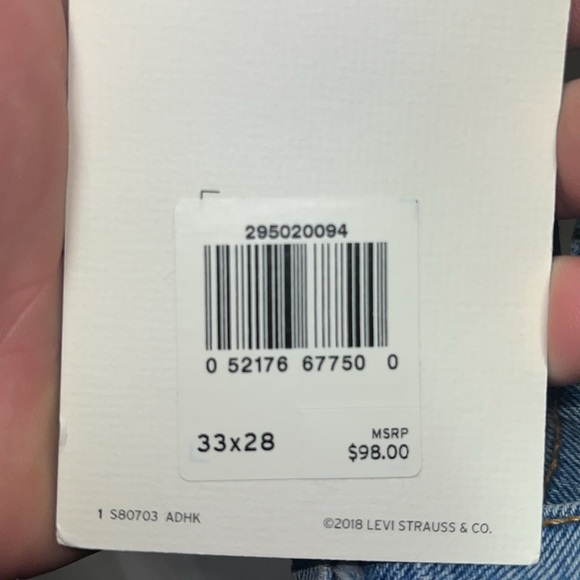 295020094
0 52176 67750 0
33x28
MSRP
$98.00
1 S80703 ADHK
©2018 LEVI STRAUSS & CO.